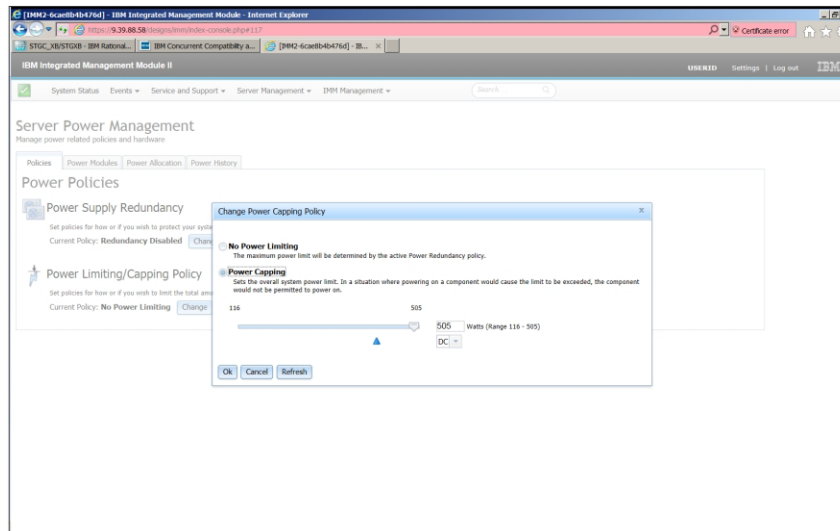 [IMM2-6cae8b4b476d] - IBM Integrated Management Module - Internet Explorer
https://9.39.88.58/designs/imm/index-console.php#117
Certificate error
STGC_XB/STGXB - IBM Rational...
IBM Concurrent Compatibility a...
[IMM2-6cae8b4b476d] - IB...
IBM Integrated Management Module II
USERID Settings | Log out IBM
System Status Events Service and Support Server Management IMM Management Search
Server Power Management
Manage power related policies and hardware
Policies Power Modules Power Allocation Power History
Power Policies
Power Supply Redundancy
Set policies for how or if you wish to protect your syste
Current Policy: Redundancy Disabled Chan
Power Limiting/Capping Policy
Set policies for how or if you wish to limit the total amo
Current Policy: No Power Limiting Change
Change Power Capping Policy x
No Power Limiting
The maximum power limit will be determined by the active Power Redundancy policy.
Power Capping
Sets the overall system power limit. In a situation where powering on a component would cause the limit to be exceeded, the component
would not be permitted to power on.
116 505
505 Watts (Range 116 - 505)
DC
Ok Cancel Refresh